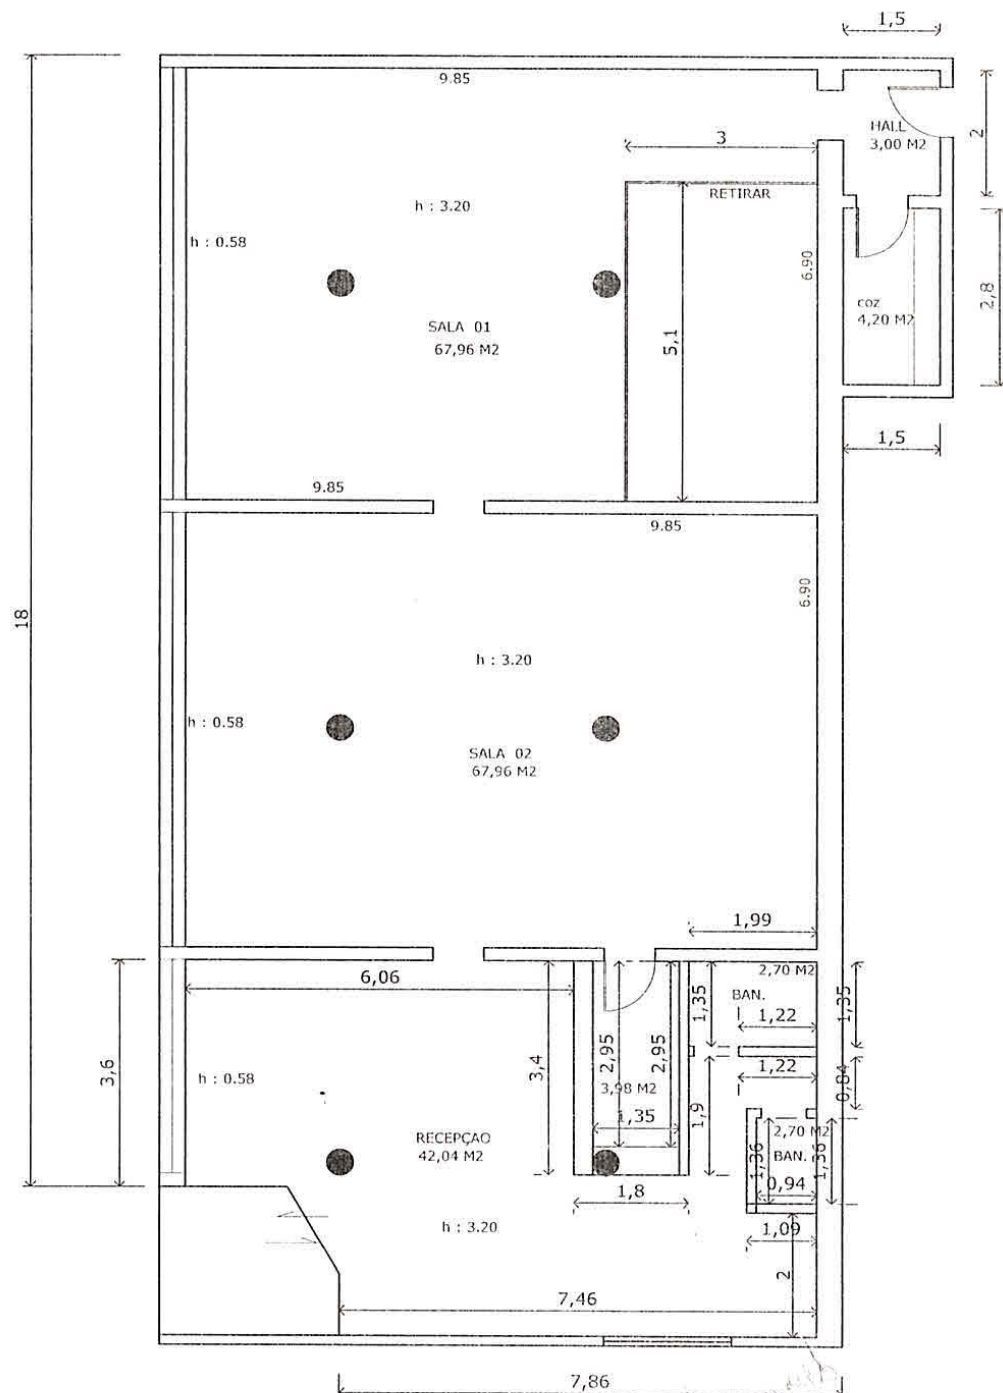 1,5
9.85
HALL
3,00 M2
2
3
RETIRAR
h : 3.20
h : 0.58
6.90
SALA 01
67,96 M2
5,1
COZ
4,20 M2
2,8
1,5
9.85
9.85
18
6.90
h : 3.20
h : 0.58
SALA 02
67,96 M2
1,99
6,06
2,70 M2
BAN.
1,35
1,35
1,22
3,6
3,4
2,95
2,95
1,22
0,84
h : 0.58
3,98 M2
1,9
1,35
RECEPÇAO
42,04 M2
2,70 M2
BAN.
1,36
1,36
0,94
1,8
h : 3.20
1,09
2
7,46
7,86